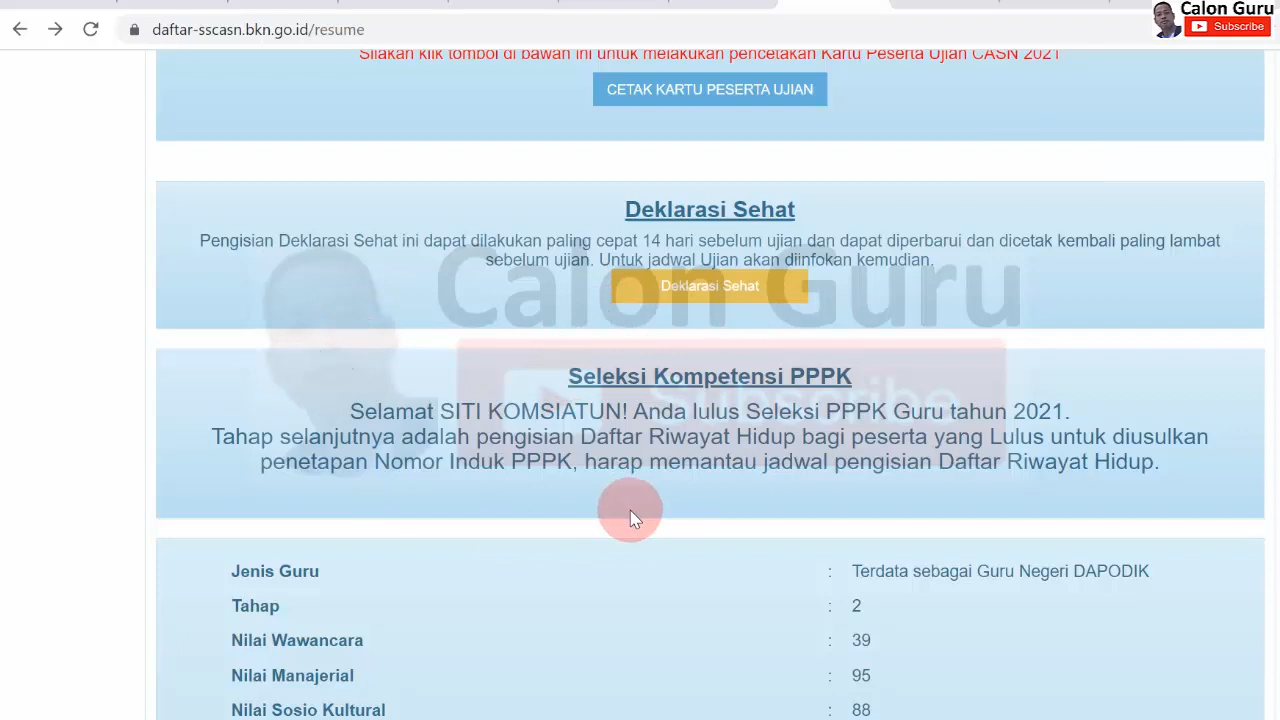 daftar-sscasn.bkn.go.id/resume
Calon Guru
Subscribe
Silakan klik tombol di bawah ini untuk melakukan pencetakan Kartu Peserta Ujian CASN 2021
CETAK KARTU PESERTA UJIAN
Deklarasi Sehat
Pengisian Deklarasi Sehat ini dapat dilakukan paling cepat 14 hari sebelum ujian dan dapat diperbarui dan dicetak kembali paling lambat
sebelum ujian. Untuk jadwal Ujian akan diinfokan kemudian.
Deklarasi Sehat
Calon Guru
Subscribe
Seleksi Kompetensi PPPK
Selamat SITI KOMSIATUN! Anda lulus Seleksi PPPK Guru tahun 2021.
Tahap selanjutnya adalah pengisian Daftar Riwayat Hidup bagi peserta yang Lulus untuk diusulkan
penetapan Nomor Induk PPPK, harap memantau jadwal pengisian Daftar Riwayat Hidup.
Jenis Guru : Terdata sebagai Guru Negeri DAPODIK
Tahap : 2
Nilai Wawancara : 39
Nilai Manajerial : 95
Nilai Sosio Kultural : 88